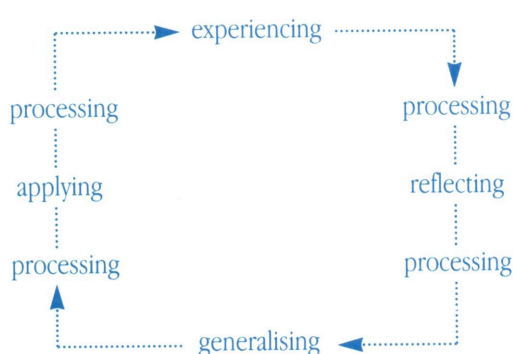 experiencing
processing processing
applying reflecting
processing processing
generalising